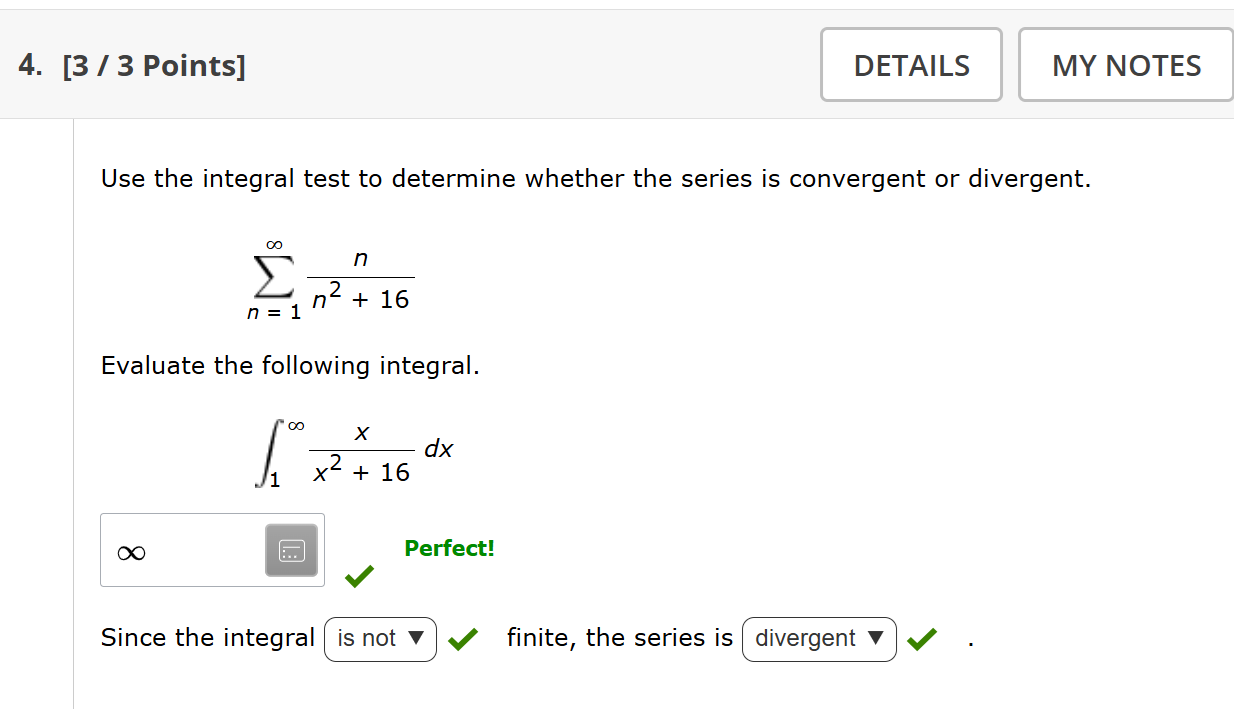 4. [3 / 3 Points]
DETAILS
MY NOTES
Use the integral test to determine whether the series is convergent or divergent.
∞
∑ n / (n² + 16)
n = 1
Evaluate the following integral.
∫₁^∞ x / (x² + 16) dx
∞
Perfect!
Since the integral is not ▼ finite, the series is divergent ▼ .